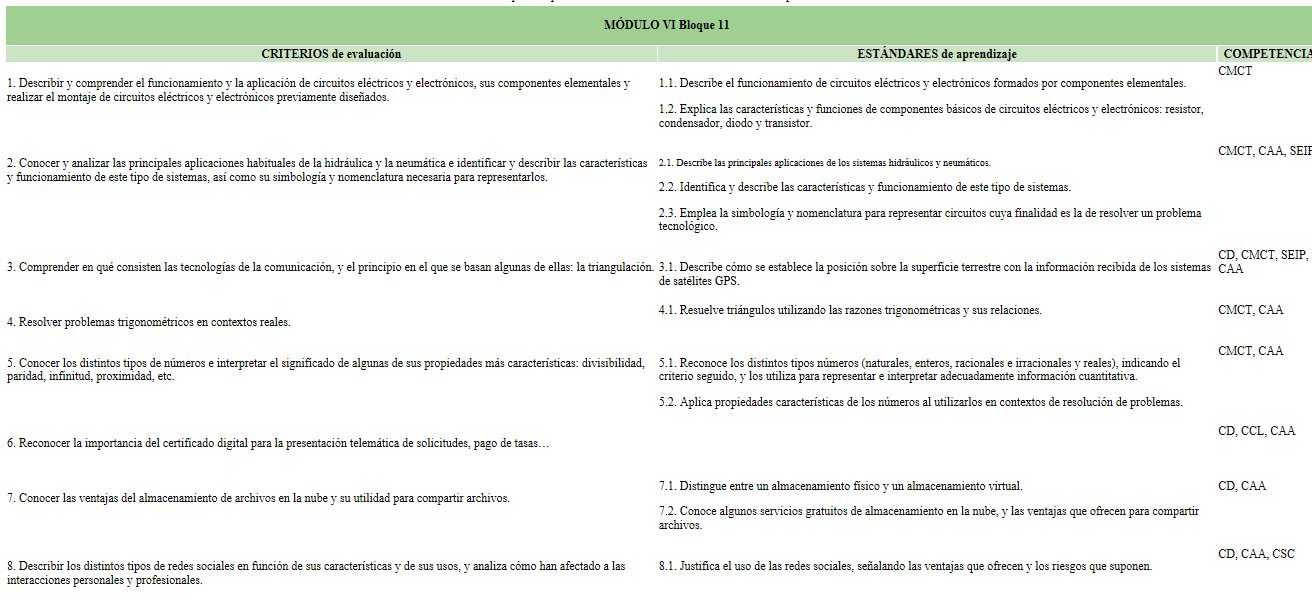 MÓDULO VI Bloque 11
CRITERIOS de evaluación
ESTÁNDARES de aprendizaje
COMPETENCIA
1. Describir y comprender el funcionamiento y la aplicación de circuitos eléctricos y electrónicos, sus componentes elementales y
realizar el montaje de circuitos eléctricos y electrónicos previamente diseñados.
1.1. Describe el funcionamiento de circuitos eléctricos y electrónicos formados por componentes elementales.
1.2. Explica las características y funciones de componentes básicos de circuitos eléctricos y electrónicos: resistor,
condensador, diodo y transistor.
CMCT
2. Conocer y analizar las principales aplicaciones habituales de la hidráulica y la neumática e identificar y describir las características
y funcionamiento de este tipo de sistemas, así como su simbología y nomenclatura necesaria para representarlos.
2.1. Describe las principales aplicaciones de los sistemas hidráulicos y neumáticos.
2.2. Identifica y describe las características y funcionamiento de este tipo de sistemas.
2.3. Emplea la simbología y nomenclatura para representar circuitos cuya finalidad es la de resolver un problema
tecnológico.
CMCT, CAA, SEIP
3. Comprender en qué consisten las tecnologías de la comunicación, y el principio en el que se basan algunas de ellas: la triangulación.
3.1. Describe cómo se establece la posición sobre la superficie terrestre con la información recibida de los sistemas
de satélites GPS.
CD, CMCT, SEIP,
CAA
4. Resolver problemas trigonométricos en contextos reales.
4.1. Resuelve triángulos utilizando las razones trigonométricas y sus relaciones.
CMCT, CAA
5. Conocer los distintos tipos de números e interpretar el significado de algunas de sus propiedades más características: divisibilidad,
paridad, infinitud, proximidad, etc.
5.1. Reconoce los distintos tipos números (naturales, enteros, racionales e irracionales y reales), indicando el
criterio seguido, y los utiliza para representar e interpretar adecuadamente información cuantitativa.
5.2. Aplica propiedades características de los números al utilizarlos en contextos de resolución de problemas.
CMCT, CAA
6. Reconocer la importancia del certificado digital para la presentación telemática de solicitudes, pago de tasas…
CD, CCL, CAA
7. Conocer las ventajas del almacenamiento de archivos en la nube y su utilidad para compartir archivos.
7.1. Distingue entre un almacenamiento físico y un almacenamiento virtual.
7.2. Conoce algunos servicios gratuitos de almacenamiento en la nube, y las ventajas que ofrecen para compartir
archivos.
CD, CAA
8. Describir los distintos tipos de redes sociales en función de sus características y de sus usos, y analiza cómo han afectado a las
interacciones personales y profesionales.
8.1. Justifica el uso de las redes sociales, señalando las ventajas que ofrecen y los riesgos que suponen.
CD, CAA, CSC